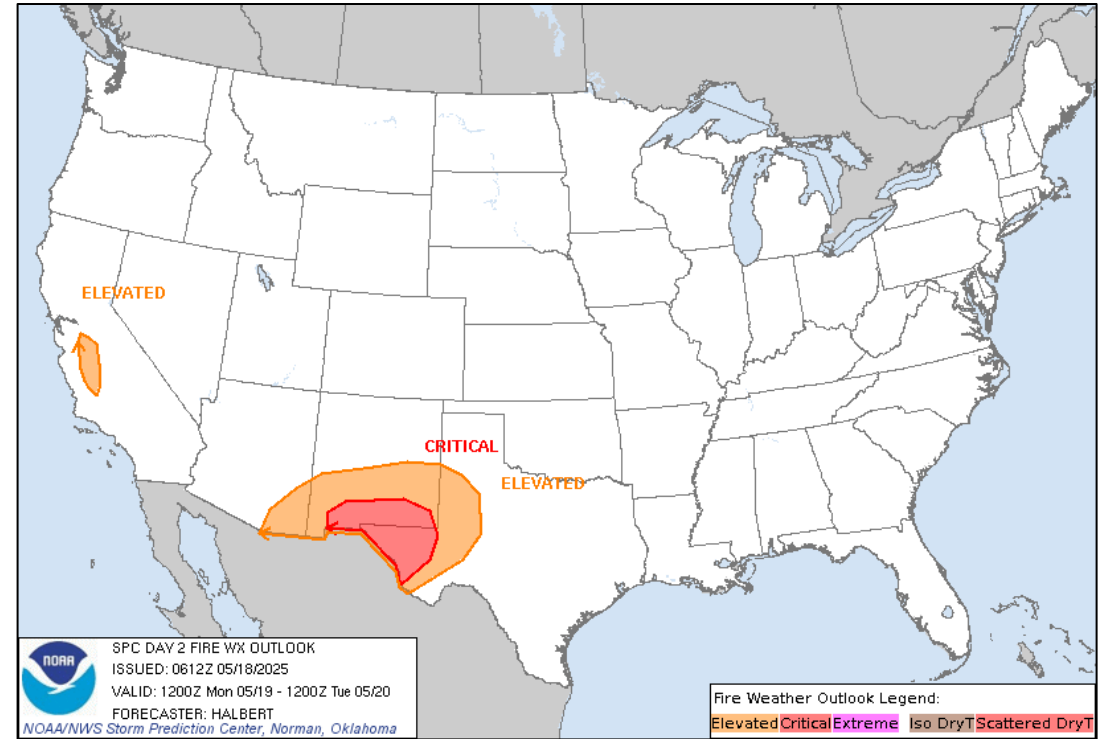 ELEVATED
CRITICAL
ELEVATED
NOAA
SPC DAY 2 FIRE WX OUTLOOK
ISSUED: 0612Z 05/18/2025
VALID: 1200Z Mon 05/19 - 1200Z Tue 05/20
FORECASTER: HALBERT
NOAA/NWS Storm Prediction Center, Norman, Oklahoma
Fire Weather Outlook Legend:
Elevated Critical Extreme Iso DryT Scattered DryT